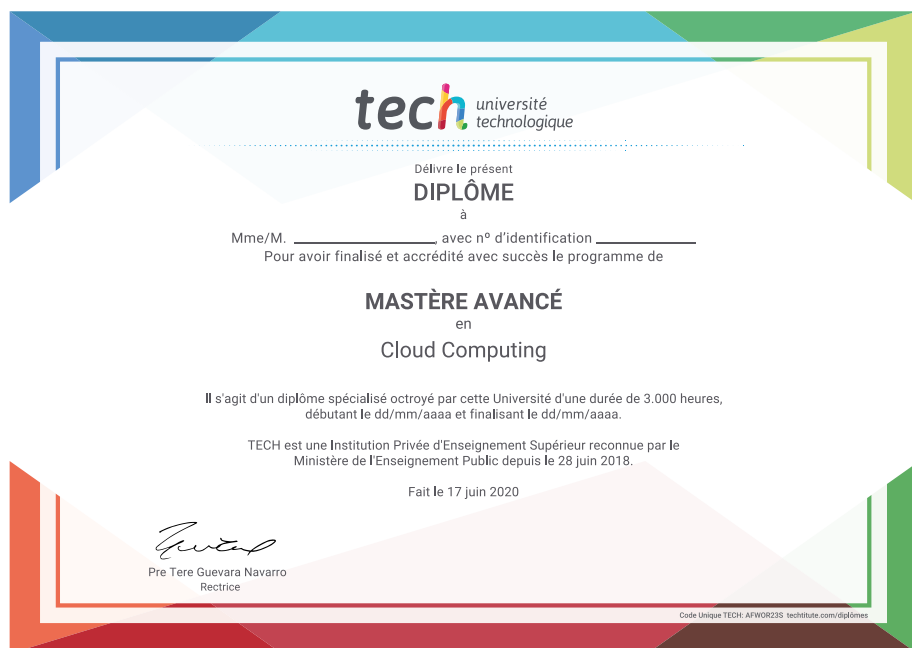 tech université
technologique
Délivre le présent
DIPLÔME
à
Mme/M. , avec nº d'identification
Pour avoir finalisé et accrédité avec succès le programme de
MASTÈRE AVANCÉ
en
Cloud Computing
Il s'agit d'un diplôme spécialisé octroyé par cette Université d'une durée de 3.000 heures,
débutant le dd/mm/aaaa et finalisant le dd/mm/aaaa.
TECH est une Institution Privée d'Enseignement Supérieur reconnue par le
Ministère de l'Enseignement Public depuis le 28 juin 2018.
Fait le 17 juin 2020
Pre Tere Guevara Navarro
Rectrice
Code Unique TECH: AFWOR23S techtitute.com/diplômes